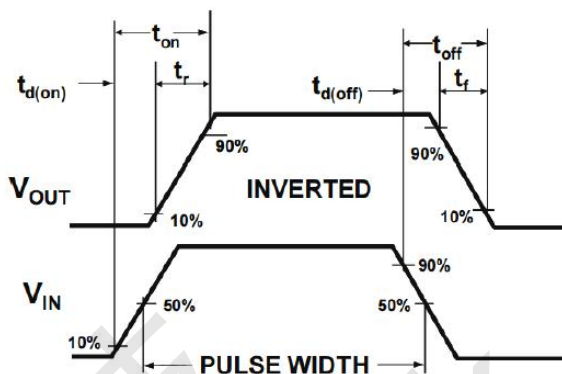 ton
toff
td(on)
tr
td(off)
tf
90%
90%
VOUT
INVERTED
10%
10%
90%
VIN
50%
50%
10%
PULSE WIDTH